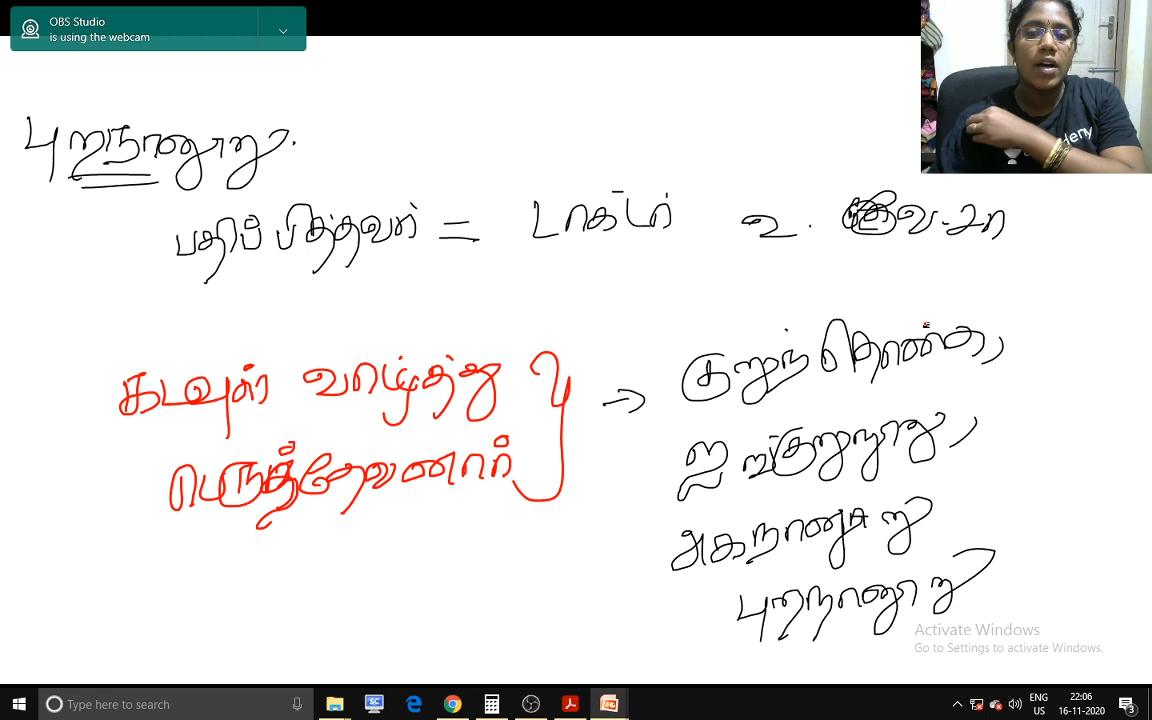 OBS Studio
is using the webcam
புறநானூறு.
பதிப்பித்தவர் = டாக்டர் உ. வே. சா
கடவுள் வாழ்த்து
பெருந்தேவனார்
→ குறுந்தொகை,
ஐங்குறுநூறு,
அகநானூறு
புறநானூறு
Activate Windows
Go to Settings to activate Windows.
Type here to search
ENG
US
22:06
16-11-2020
3